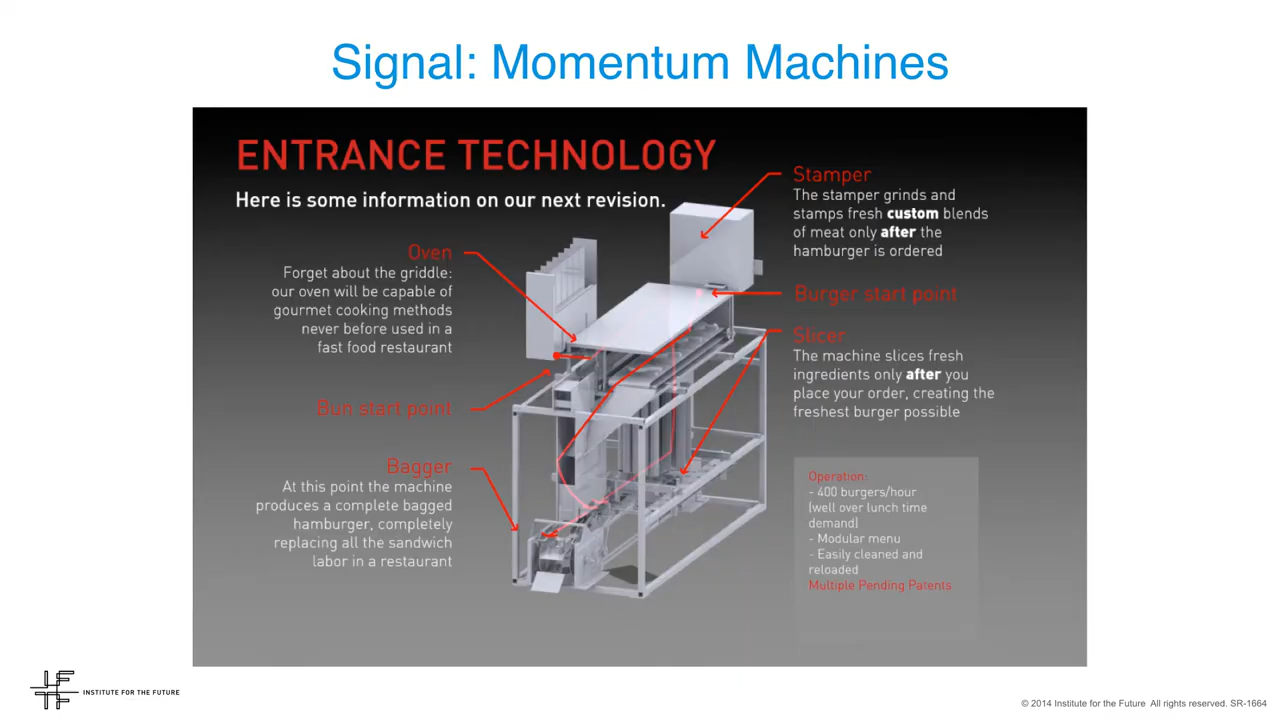 Signal: Momentum Machines
ENTRANCE TECHNOLOGY
Here is some information on our next revision.
Oven
Forget about the griddle:
our oven will be capable of
gourmet cooking methods
never before used in a
fast food restaurant
Bun start point
Bagger
At this point the machine
produces a complete bagged
hamburger, completely
replacing all the sandwich
labor in a restaurant
Stamper
The stamper grinds and
stamps fresh custom blends
of meat only after the
hamburger is ordered
Burger start point
Slicer
The machine slices fresh
ingredients only after you
place your order, creating the
freshest burger possible
Operation:
- 400 burgers/hour
(well over lunch time
demand)
- Modular menu
- Easily cleaned and
reloaded
Multiple Pending Patents
INSTITUTE FOR THE FUTURE
© 2014 Institute for the Future All rights reserved. SR-1664